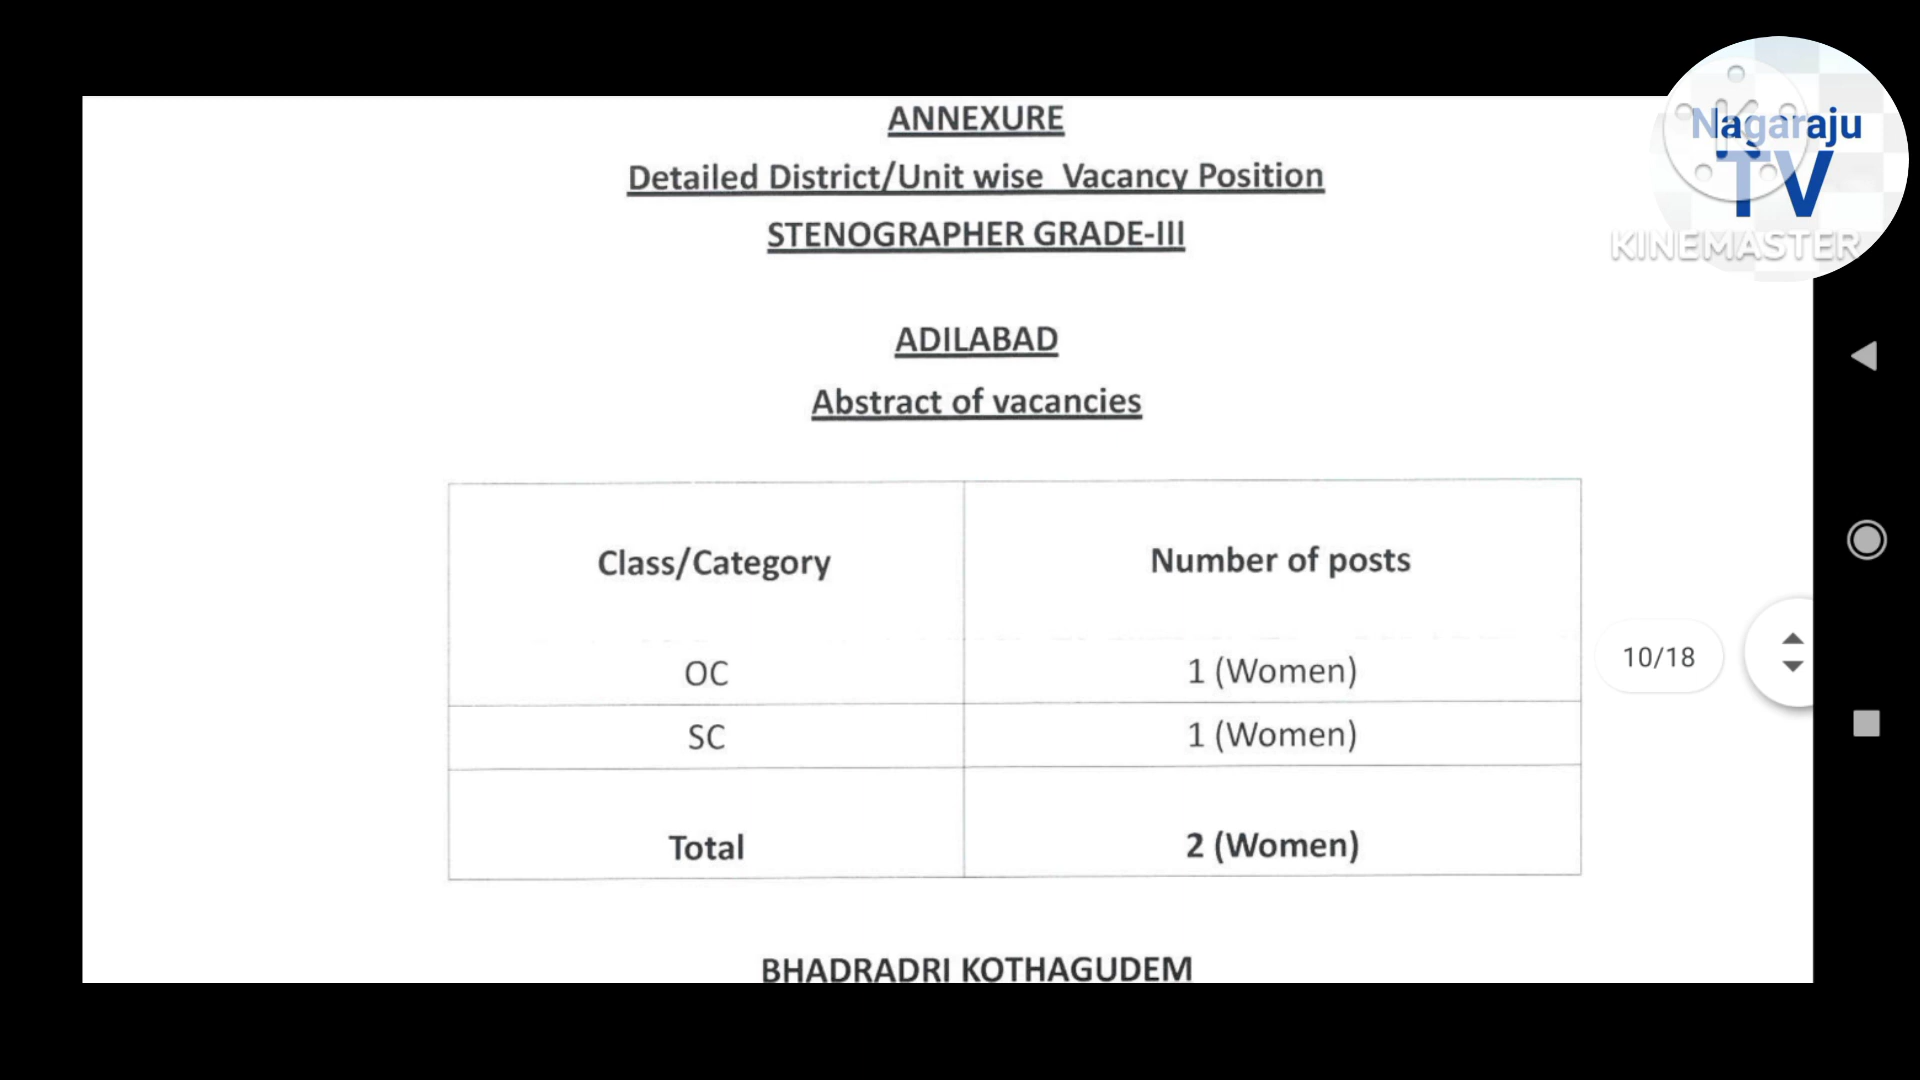 ANNEXURE
Detailed District/Unit wise Vacancy Position
STENOGRAPHER GRADE-III
ADILABAD
Abstract of vacancies
Class/Category Number of posts
OC 1 (Women)
SC 1 (Women)
Total 2 (Women)
BHADRADRI KOTHAGUDEM
10/18
Nagaraju
TV
KINEMASTER